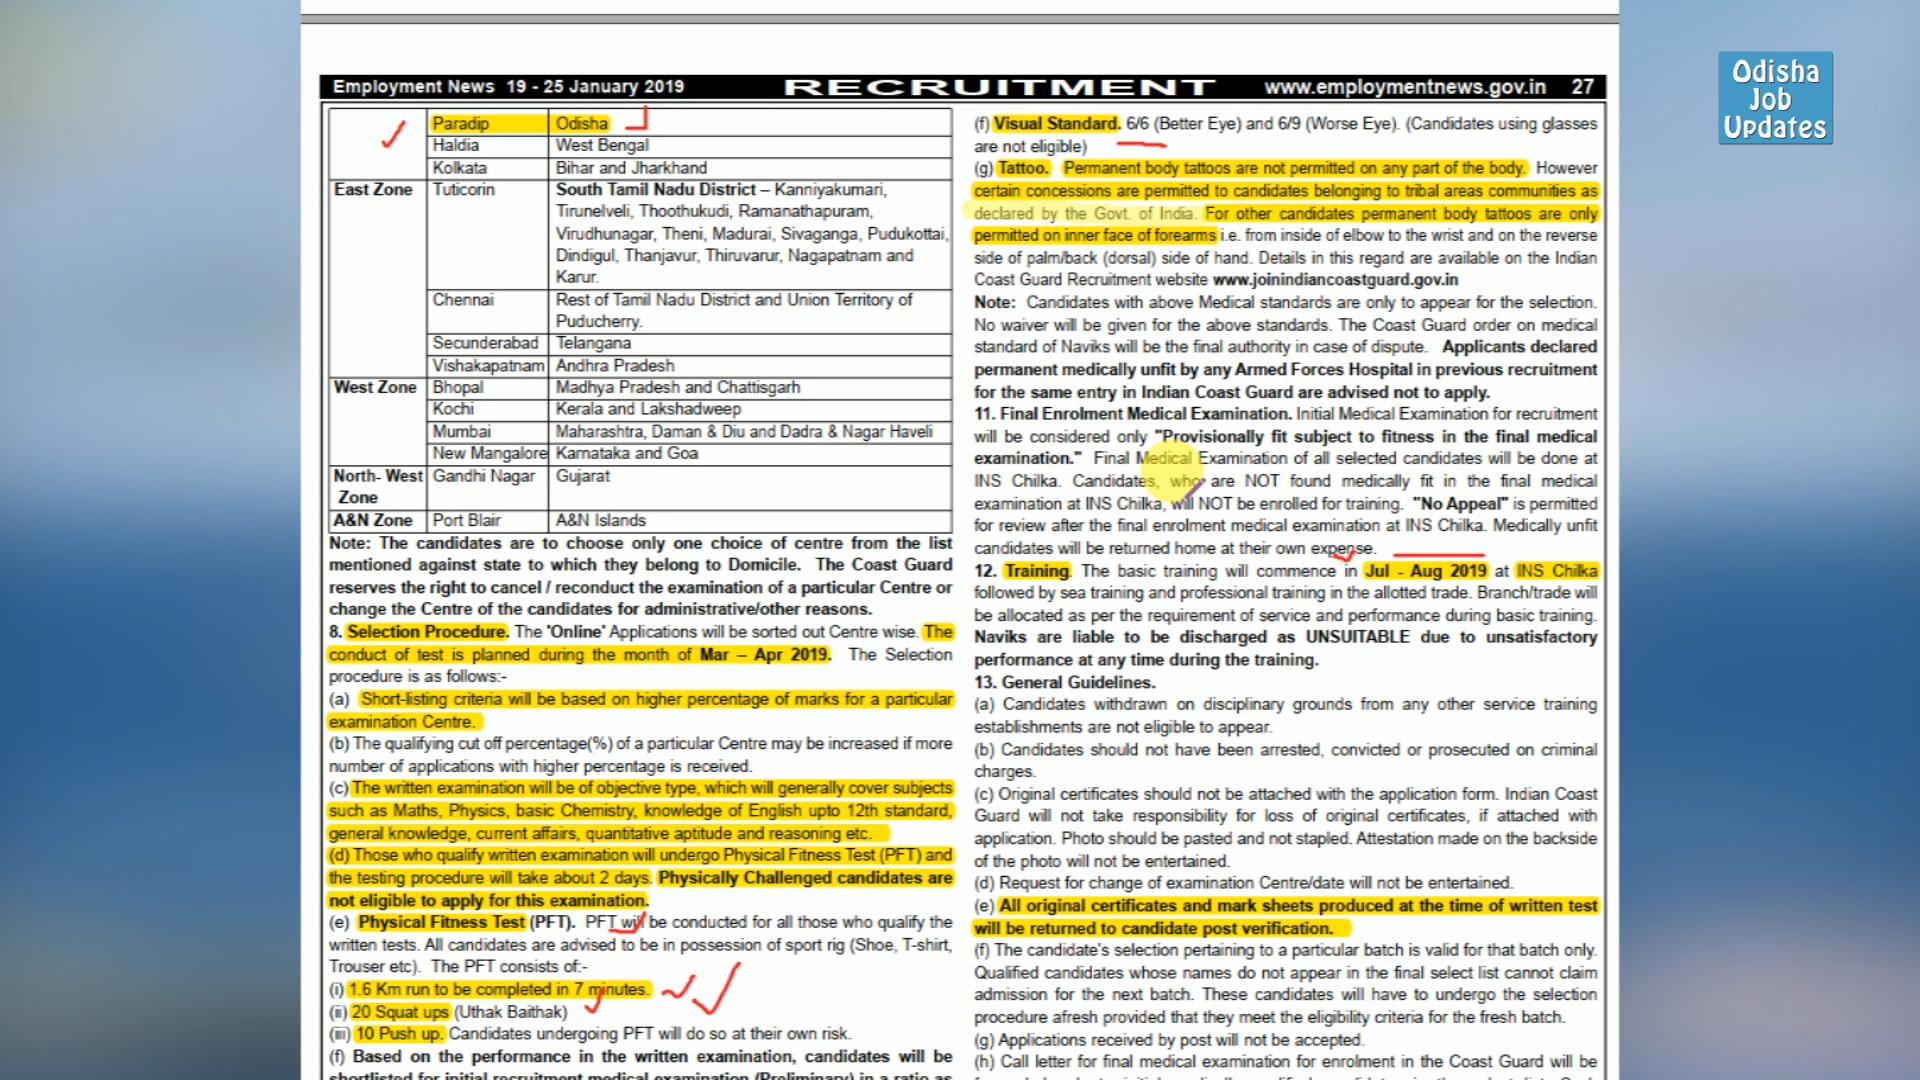 Employment News 19 - 25 January 2019 RECRUITMENT www.employmentnews.gov.in 27
Odisha
Job
Updates
Paradip Odisha
Haldia West Bengal
Kolkata Bihar and Jharkhand
East Zone Tuticorin South Tamil Nadu District – Kanniyakumari,
Tirunelveli, Thoothukudi, Ramanathapuram,
Virudhunagar, Theni, Madurai, Sivaganga, Pudukottai,
Dindigul, Thanjavur, Thiruvarur, Nagapatnam and
Karur.
Chennai Rest of Tamil Nadu District and Union Territory of
Puducherry.
Secunderabad Telangana
Vishakapatnam Andhra Pradesh
West Zone Bhopal Madhya Pradesh and Chattisgarh
Kochi Kerala and Lakshadweep
Mumbai Maharashtra, Daman & Diu and Dadra & Nagar Haveli
New Mangalore Karnataka and Goa
North- West Gandhi Nagar Gujarat
Zone
A&N Zone Port Blair A&N Islands
Note: The candidates are to choose only one choice of centre from the list
mentioned against state to which they belong to Domicile. The Coast Guard
reserves the right to cancel / reconduct the examination of a particular Centre or
change the Centre of the candidates for administrative/other reasons.
8. Selection Procedure. The 'Online' Applications will be sorted out Centre wise. The
conduct of test is planned during the month of Mar – Apr 2019. The Selection
procedure is as follows:-
(a) Short-listing criteria will be based on higher percentage of marks for a particular
examination Centre.
(b) The qualifying cut off percentage(%) of a particular Centre may be increased if more
number of applications with higher percentage is received.
(c) The written examination will be of objective type, which will generally cover subjects
such as Maths, Physics, basic Chemistry, knowledge of English upto 12th standard,
general knowledge, current affairs, quantitative aptitude and reasoning etc.
(d) Those who qualify written examination will undergo Physical Fitness Test (PFT) and
the testing procedure will take about 2 days. Physically Challenged candidates are
not eligible to apply for this examination.
(e) Physical Fitness Test (PFT). PFT will be conducted for all those who qualify the
written tests. All candidates are advised to be in possession of sport rig (Shoe, T-shirt,
Trouser etc). The PFT consists of:-
(i) 1.6 Km run to be completed in 7 minutes.
(ii) 20 Squat ups (Uthak Baithak)
(iii) 10 Push up. Candidates undergoing PFT will do so at their own risk.
(f) Based on the performance in the written examination, candidates will be
shortlisted for initial recruitment medical examination (Preliminary) in a ratio as
(f) Visual Standard. 6/6 (Better Eye) and 6/9 (Worse Eye). (Candidates using glasses
are not eligible)
(g) Tattoo. Permanent body tattoos are not permitted on any part of the body. However
certain concessions are permitted to candidates belonging to tribal areas communities as
declared by the Govt. of India. For other candidates permanent body tattoos are only
permitted on inner face of forearms i.e. from inside of elbow to the wrist and on the reverse
side of palm/back (dorsal) side of hand. Details in this regard are available on the Indian
Coast Guard Recruitment website www.joinindiancoastguard.gov.in
Note: Candidates with above Medical standards are only to appear for the selection.
No waiver will be given for the above standards. The Coast Guard order on medical
standard of Naviks will be the final authority in case of dispute. Applicants declared
permanent medically unfit by any Armed Forces Hospital in previous recruitment
for the same entry in Indian Coast Guard are advised not to apply.
11. Final Enrolment Medical Examination. Initial Medical Examination for recruitment
will be considered only "Provisionally fit subject to fitness in the final medical
examination." Final Medical Examination of all selected candidates will be done at
INS Chilka. Candidates, who are NOT found medically fit in the final medical
examination at INS Chilka, will NOT be enrolled for training. "No Appeal" is permitted
for review after the final enrolment medical examination at INS Chilka. Medically unfit
candidates will be returned home at their own expense.
12. Training. The basic training will commence in Jul - Aug 2019 at INS Chilka
followed by sea training and professional training in the allotted trade. Branch/trade will
be allocated as per the requirement of service and performance during basic training.
Naviks are liable to be discharged as UNSUITABLE due to unsatisfactory
performance at any time during the training.
13. General Guidelines.
(a) Candidates withdrawn on disciplinary grounds from any other service training
establishments are not eligible to appear.
(b) Candidates should not have been arrested, convicted or prosecuted on criminal
charges.
(c) Original certificates should not be attached with the application form. Indian Coast
Guard will not take responsibility for loss of original certificates, if attached with
application. Photo should be pasted and not stapled. Attestation made on the backside
of the photo will not be entertained.
(d) Request for change of examination Centre/date will not be entertained.
(e) All original certificates and mark sheets produced at the time of written test
will be returned to candidate post verification.
(f) The candidate's selection pertaining to a particular batch is valid for that batch only.
Qualified candidates whose names do not appear in the final select list cannot claim
admission for the next batch. These candidates will have to undergo the selection
procedure afresh provided that they meet the eligibility criteria for the fresh batch.
(g) Applications received by post will not be accepted.
(h) Call letter for final medical examination for enrolment in the Coast Guard will be